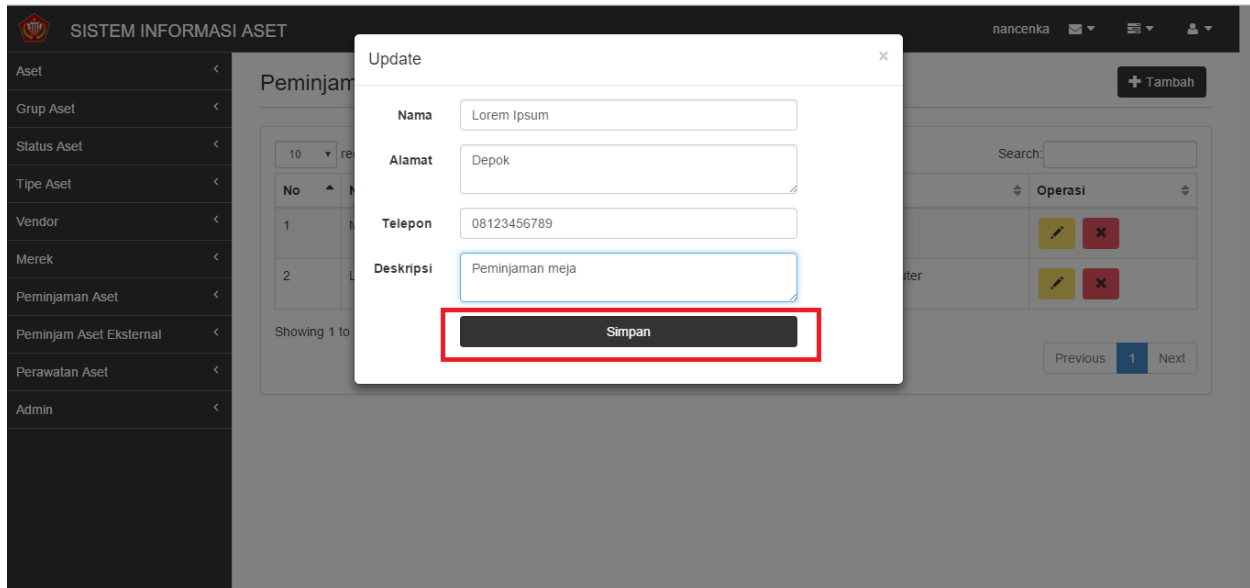 SISTEM INFORMASI ASET
nancenka
Update ×
Aset
Grup Aset
Status Aset
Tipe Aset
Vendor
Merek
Peminjaman Aset
Peminjam Aset Eksternal
Perawatan Aset
Admin
Peminjam
+ Tambah
Nama Lorem Ipsum
Alamat Depok
Telepon 08123456789
Deskripsi Peminjaman meja
Simpan
10 re
Search:
No N Operasi
1 N
2 L uter
Showing 1 to
Previous 1 Next